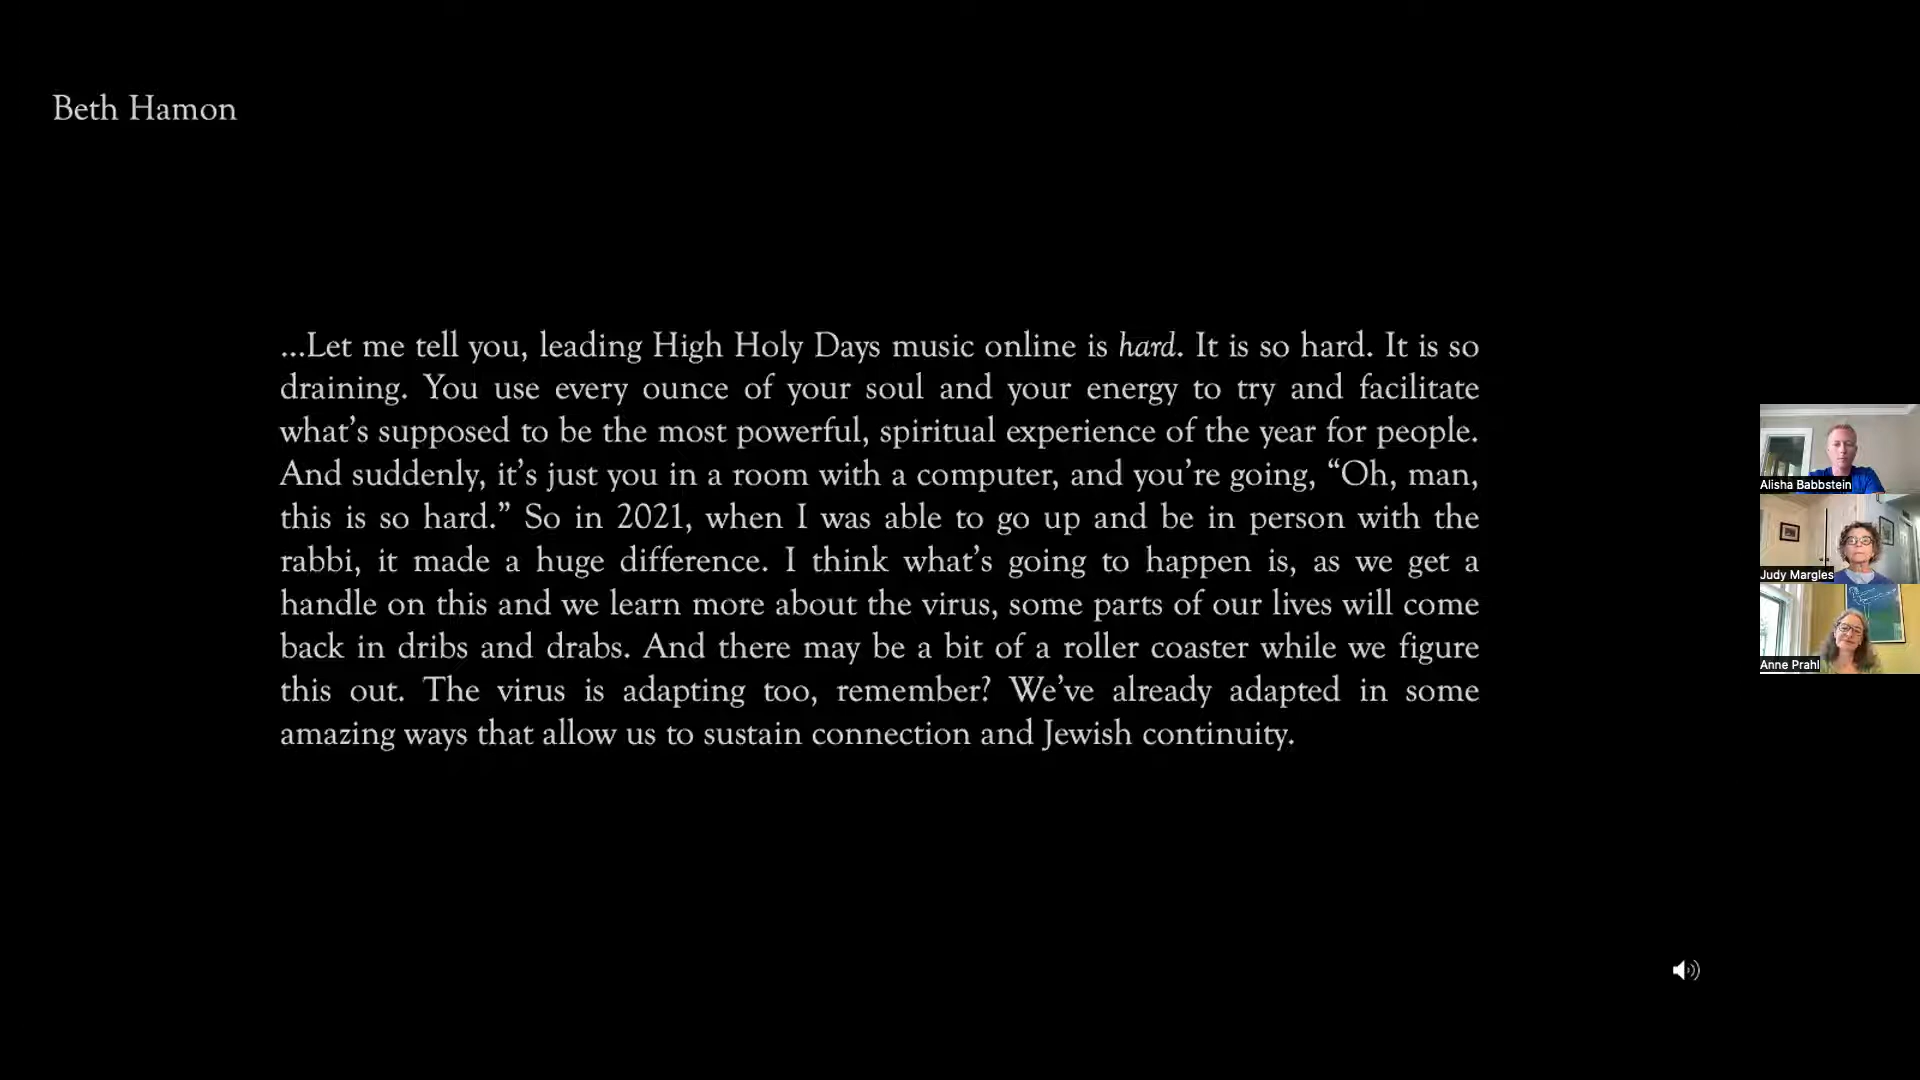 Beth Hamon
...Let me tell you, leading High Holy Days music online is hard. It is so hard. It is so
draining. You use every ounce of your soul and your energy to try and facilitate
what’s supposed to be the most powerful, spiritual experience of the year for people.
And suddenly, it’s just you in a room with a computer, and you’re going, “Oh, man,
this is so hard.” So in 2021, when I was able to go up and be in person with the
rabbi, it made a huge difference. I think what’s going to happen is, as we get a
handle on this and we learn more about the virus, some parts of our lives will come
back in dribs and drabs. And there may be a bit of a roller coaster while we figure
this out. The virus is adapting too, remember? We’ve already adapted in some
amazing ways that allow us to sustain connection and Jewish continuity.
Alisha Babbstein
Judy Margles
Anne Prahl